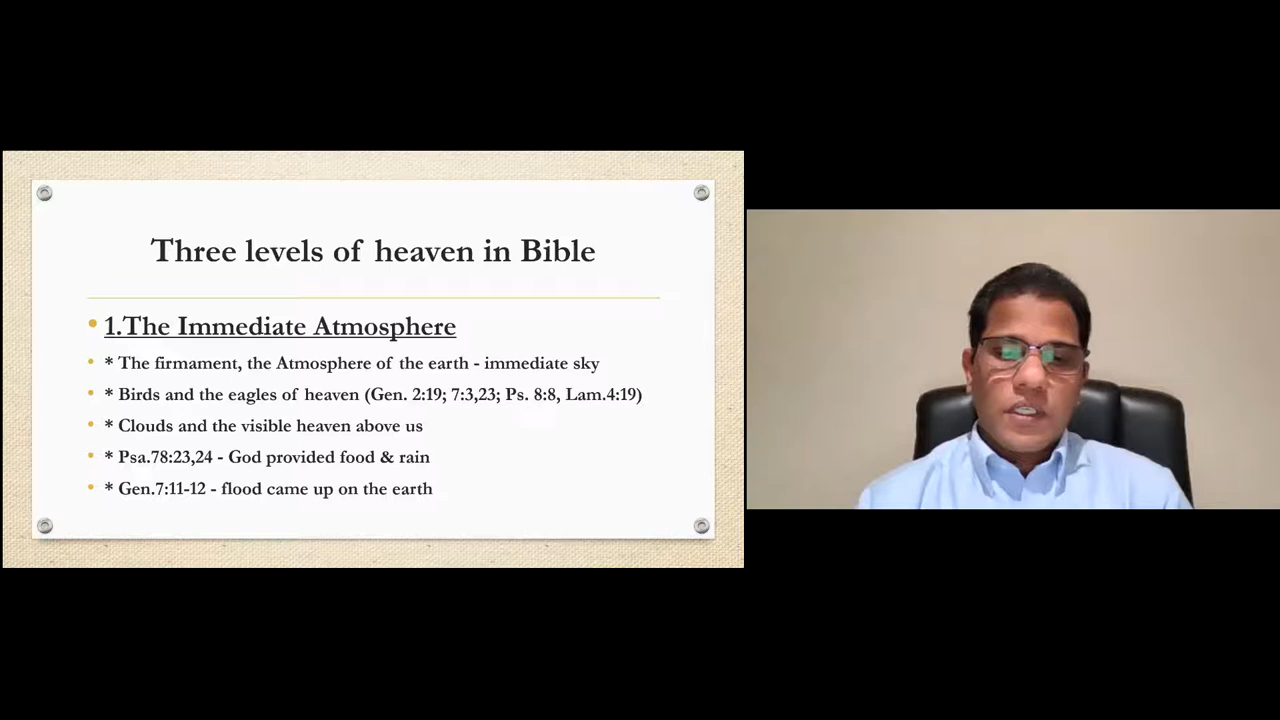 Three levels of heaven in Bible
• 1.The Immediate Atmosphere
• * The firmament, the Atmosphere of the earth - immediate sky
• * Birds and the eagles of heaven (Gen. 2:19; 7:3,23; Ps. 8:8, Lam.4:19)
• * Clouds and the visible heaven above us
• * Psa.78:23,24 - God provided food & rain
• * Gen.7:11-12 - flood came up on the earth